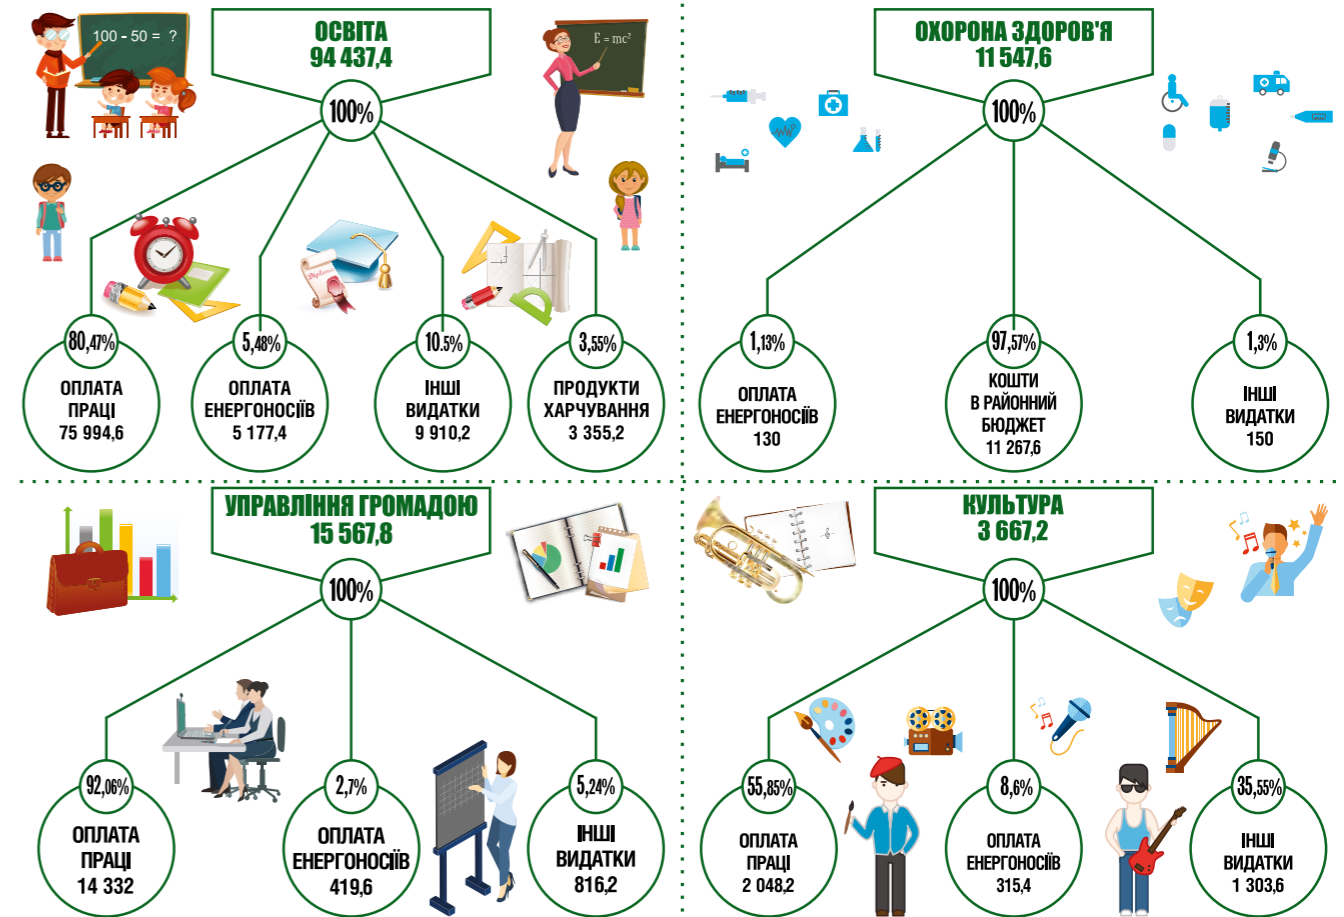 100 - 50 = ?
ОСВІТА
94 437,4
100%
E = mc²
Diploma
80,47%
ОПЛАТА
ПРАЦІ
75 994,6
5,48%
ОПЛАТА
ЕНЕРГОНОСІЇВ
5 177,4
10.5%
ІНШІ
ВИДАТКИ
9 910,2
3,55%
ПРОДУКТИ
ХАРЧУВАННЯ
3 355,2
ОХОРОНА ЗДОРОВ'Я
11 547,6
100%
1,13%
ОПЛАТА
ЕНЕРГОНОСІЇВ
130
97,57%
КОШТИ
В РАЙОННИЙ
БЮДЖЕТ
11 267,6
1,3%
ІНШІ
ВИДАТКИ
150
УПРАВЛІННЯ ГРОМАДОЮ
15 567,8
100%
92,06%
ОПЛАТА
ПРАЦІ
14 332
2,7%
ОПЛАТА
ЕНЕРГОНОСІЇВ
419,6
5,24%
ІНШІ
ВИДАТКИ
816,2
КУЛЬТУРА
3 667,2
100%
55,85%
ОПЛАТА
ПРАЦІ
2 048,2
8,6%
ОПЛАТА
ЕНЕРГОНОСІЇВ
315,4
35,55%
ІНШІ
ВИДАТКИ
1 303,6